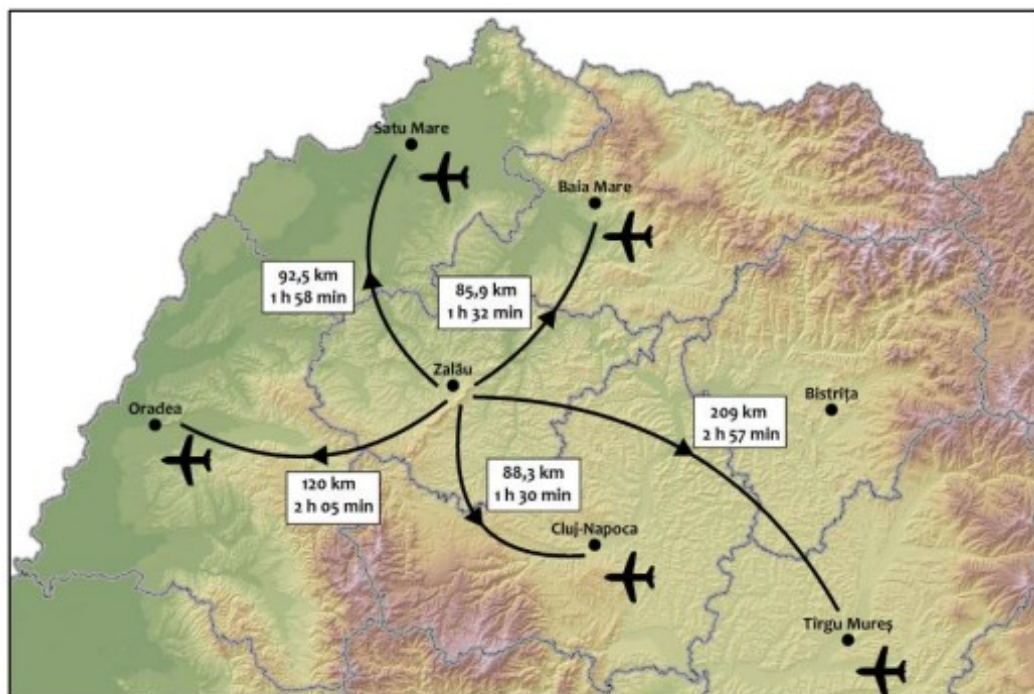 Satu Mare
Baia Mare
92,5 km
1 h 58 min
85,9 km
1 h 32 min
Zalău
Bistrița
Oradea
209 km
2 h 57 min
120 km
2 h 05 min
88,3 km
1 h 30 min
Cluj-Napoca
Tîrgu Mureș